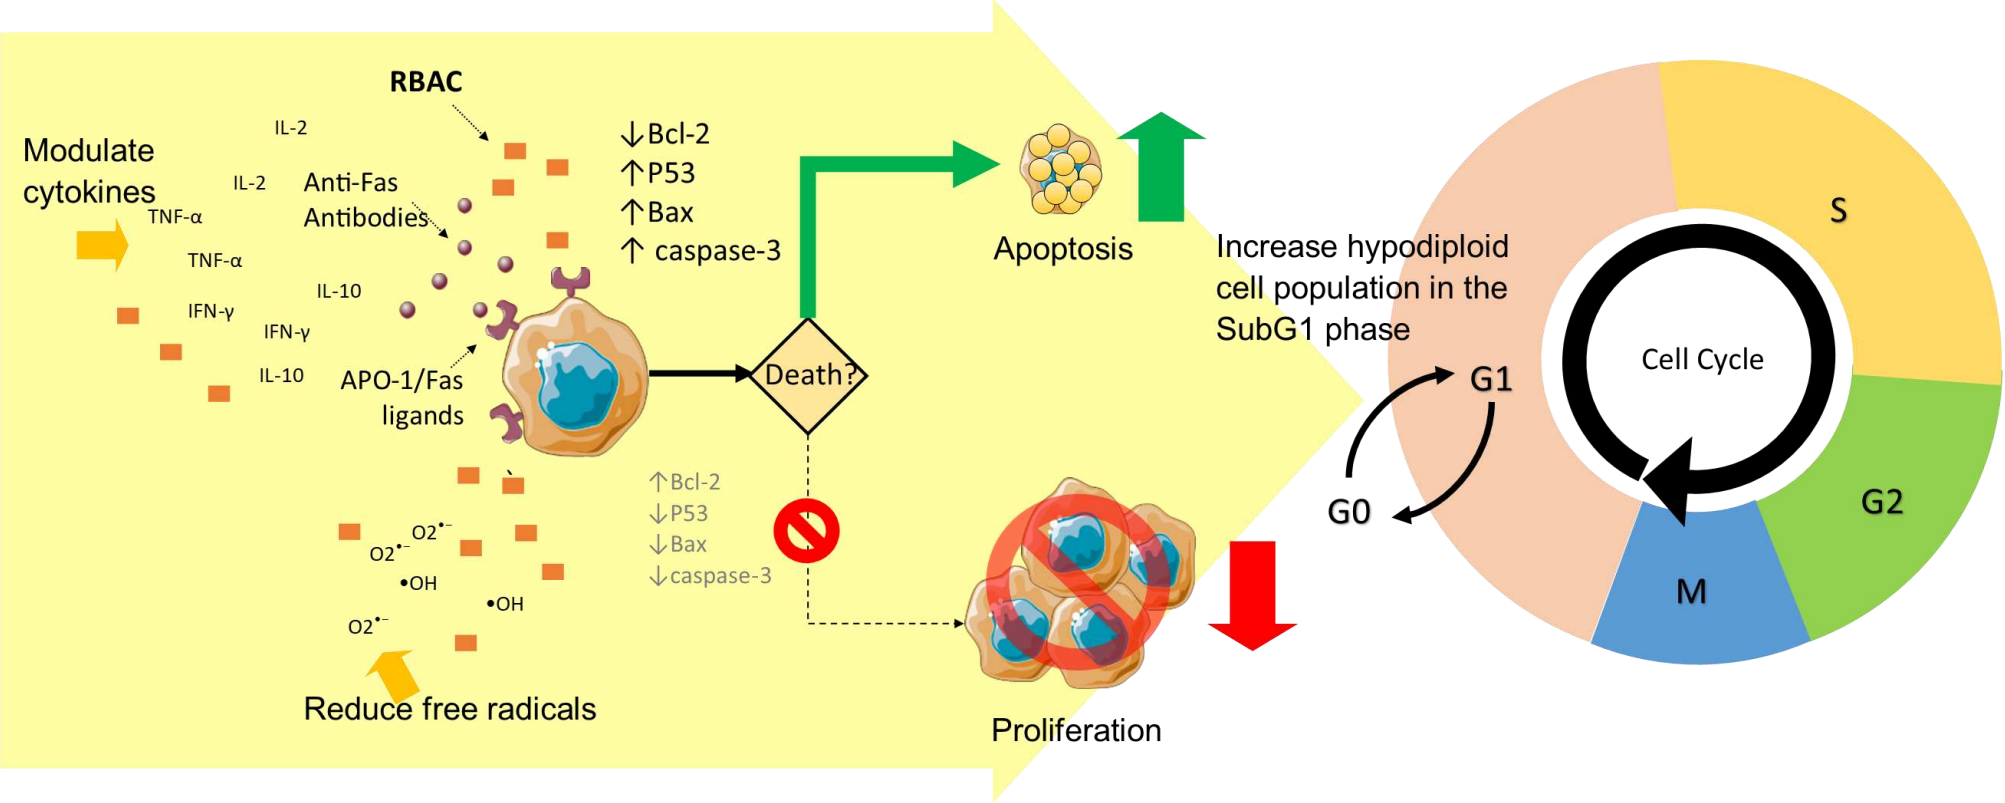 RBAC
Modulate
cytokines
IL-2
IL-2
TNF-α
TNF-α
IFN-γ
IFN-γ
IL-10
IL-10
Anti-Fas
Antibodies
APO-1/Fas
ligands
↓Bcl-2
↑P53
↑Bax
↑ caspase-3
Death?
↑Bcl-2
↓P53
↓Bax
↓caspase-3
O2•−
O2•−
•OH
•OH
O2•−
Reduce free radicals
Apoptosis
Proliferation
Increase hypodiploid
cell population in the
SubG1 phase
G1
G0
S
G2
M
Cell Cycle